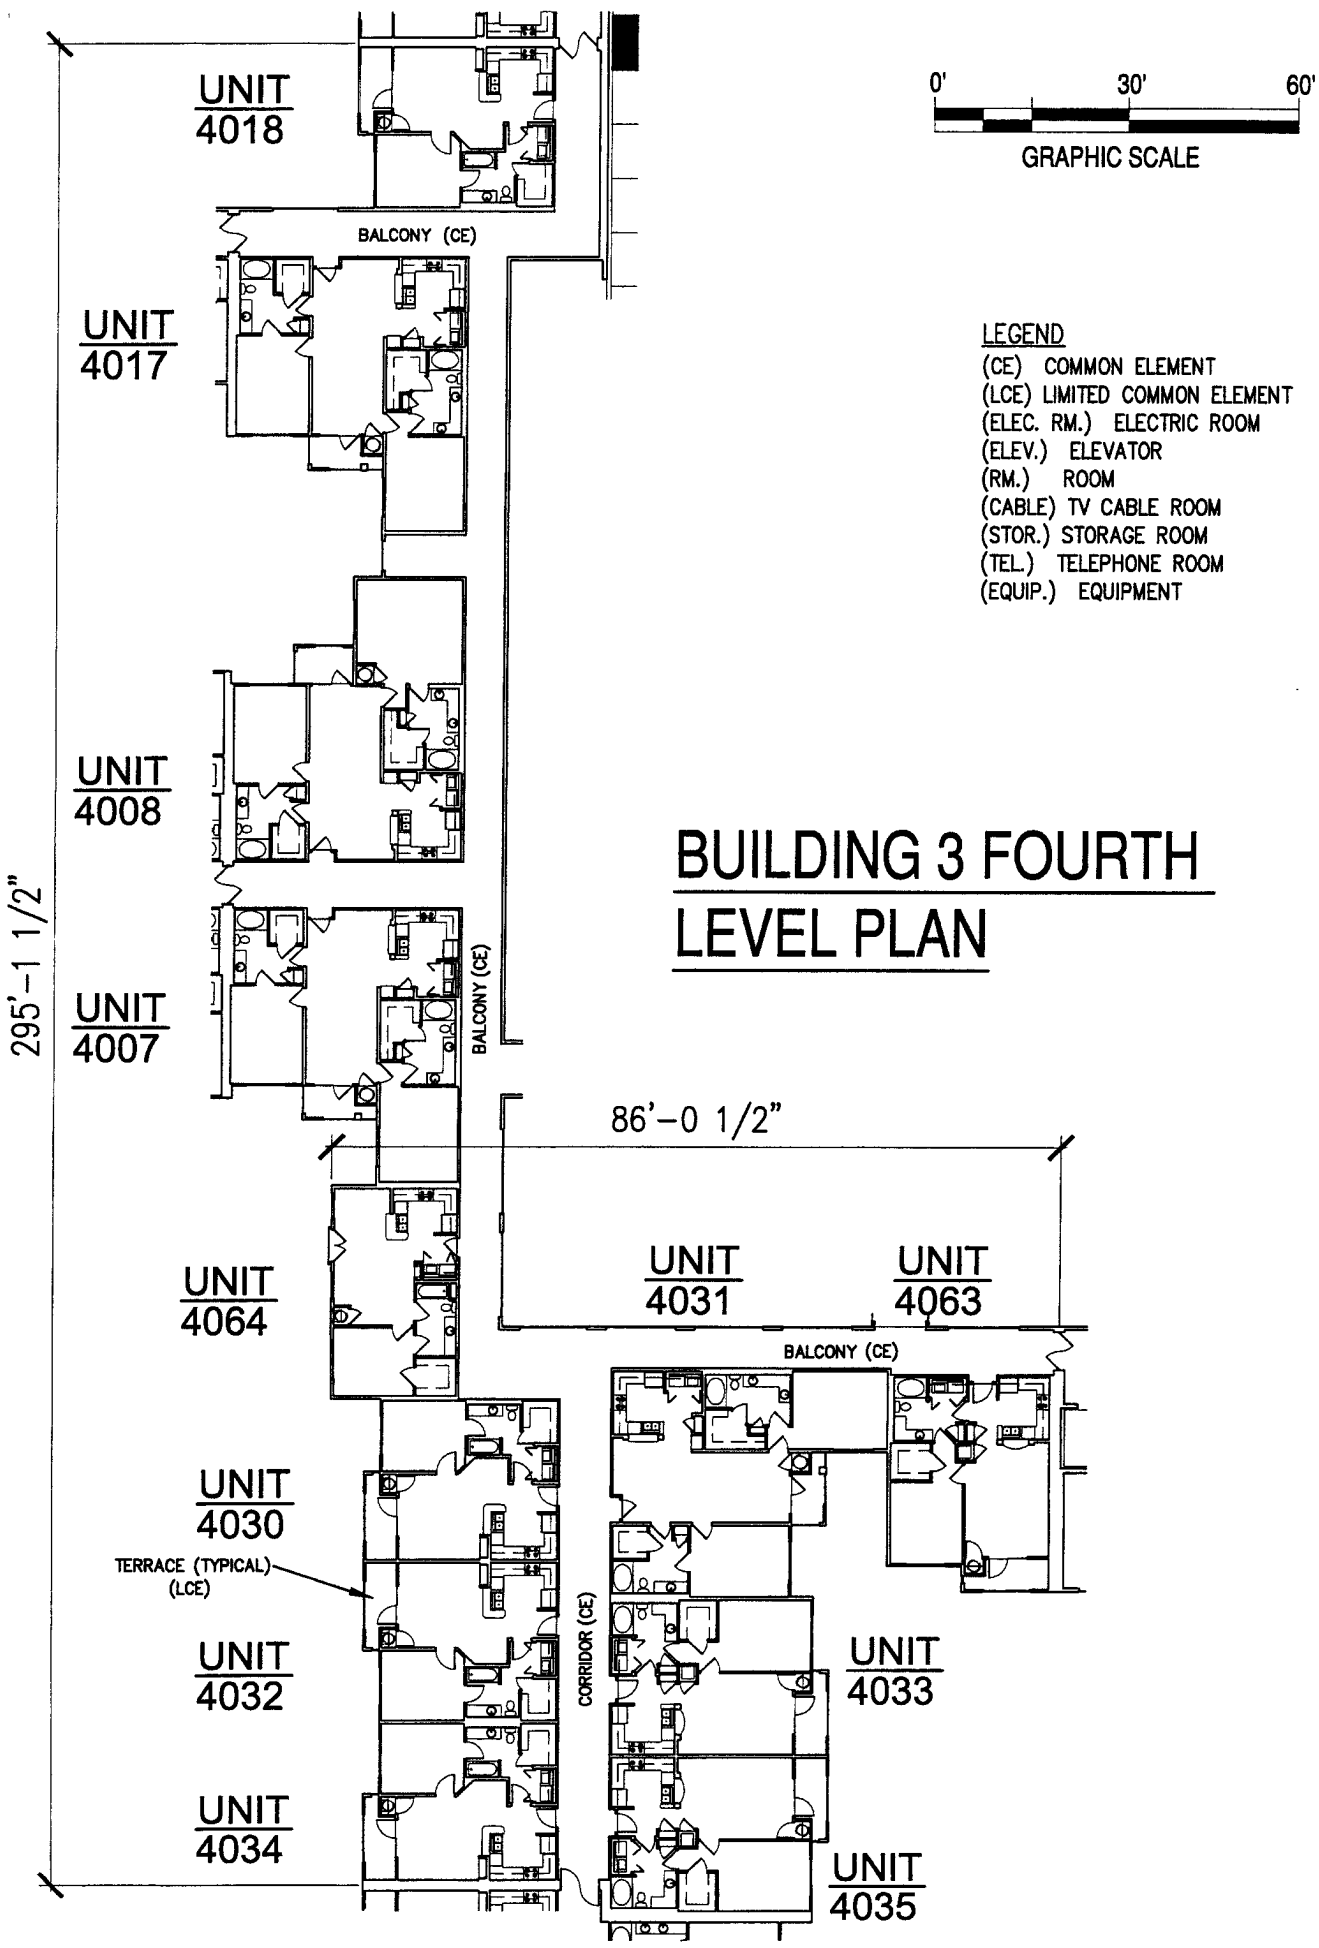 0' 30' 60'
GRAPHIC SCALE
UNIT
4018
BALCONY (CE)
UNIT
4017
LEGEND
(CE) COMMON ELEMENT
(LCE) LIMITED COMMON ELEMENT
(ELEC. RM.) ELECTRIC ROOM
(ELEV.) ELEVATOR
(RM.) ROOM
(CABLE) TV CABLE ROOM
(STOR.) STORAGE ROOM
(TEL.) TELEPHONE ROOM
(EQUIP.) EQUIPMENT
UNIT
4008
BUILDING 3 FOURTH
LEVEL PLAN
295'-1 1/2"
UNIT
4007
BALCONY (CE)
86'-0 1/2"
UNIT
4064
UNIT
4031
UNIT
4063
BALCONY (CE)
UNIT
4030
TERRACE (TYPICAL)
(LCE)
CORRIDOR (CE)
UNIT
4032
UNIT
4033
UNIT
4034
UNIT
4035